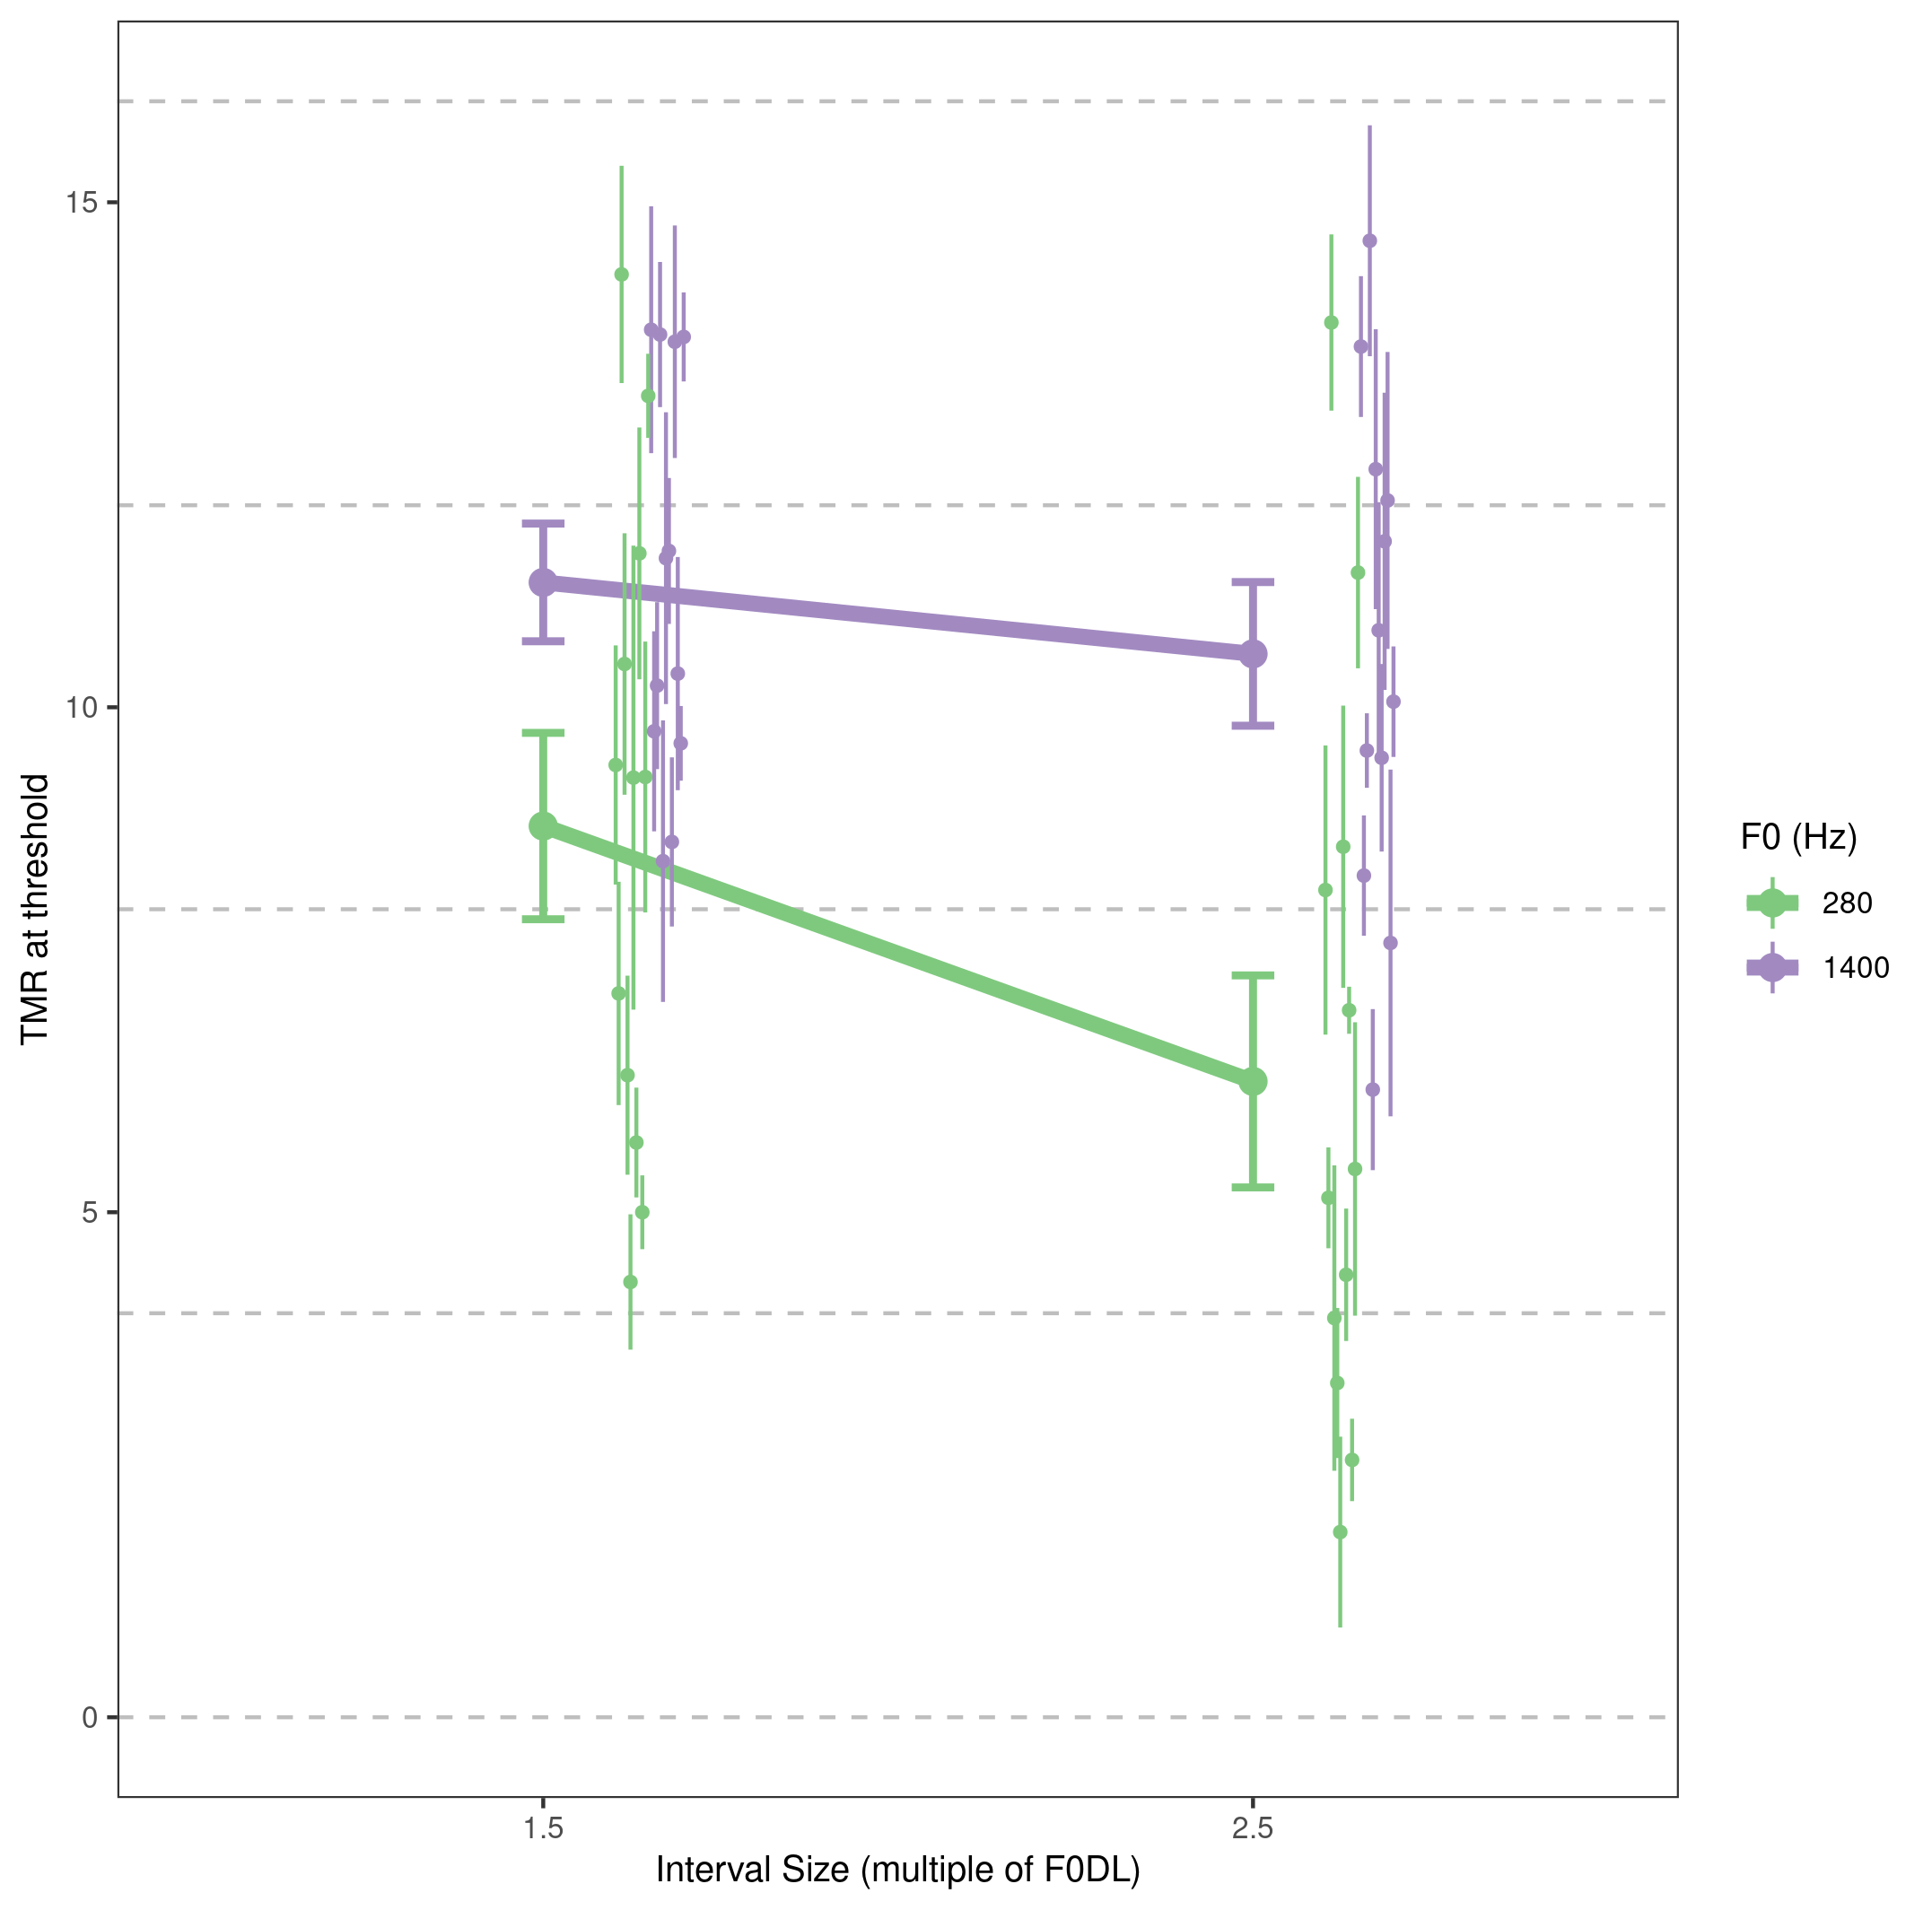 TMR at threshold
15
10
5
0
1.5
2.5
Interval Size (multiple of F0DL)
F0 (Hz)
280
1400